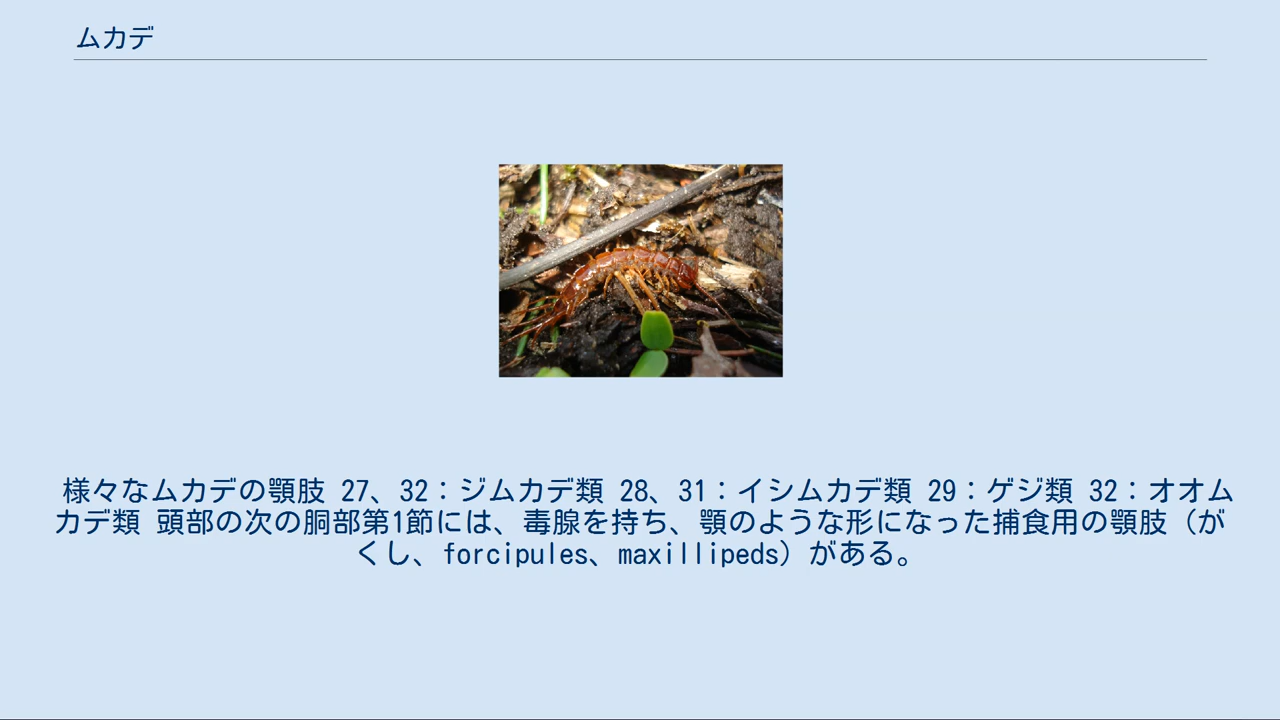 ムカデ
様々なムカデの顎肢 27、32：ジムカデ類 28、31：イシムカデ類 29：ゲジ類 32：オオム
カデ類 頭部の次の胴部第1節には、毒腺を持ち、顎のような形になった捕食用の顎肢（が
くし、forcipules、maxillipeds）がある。